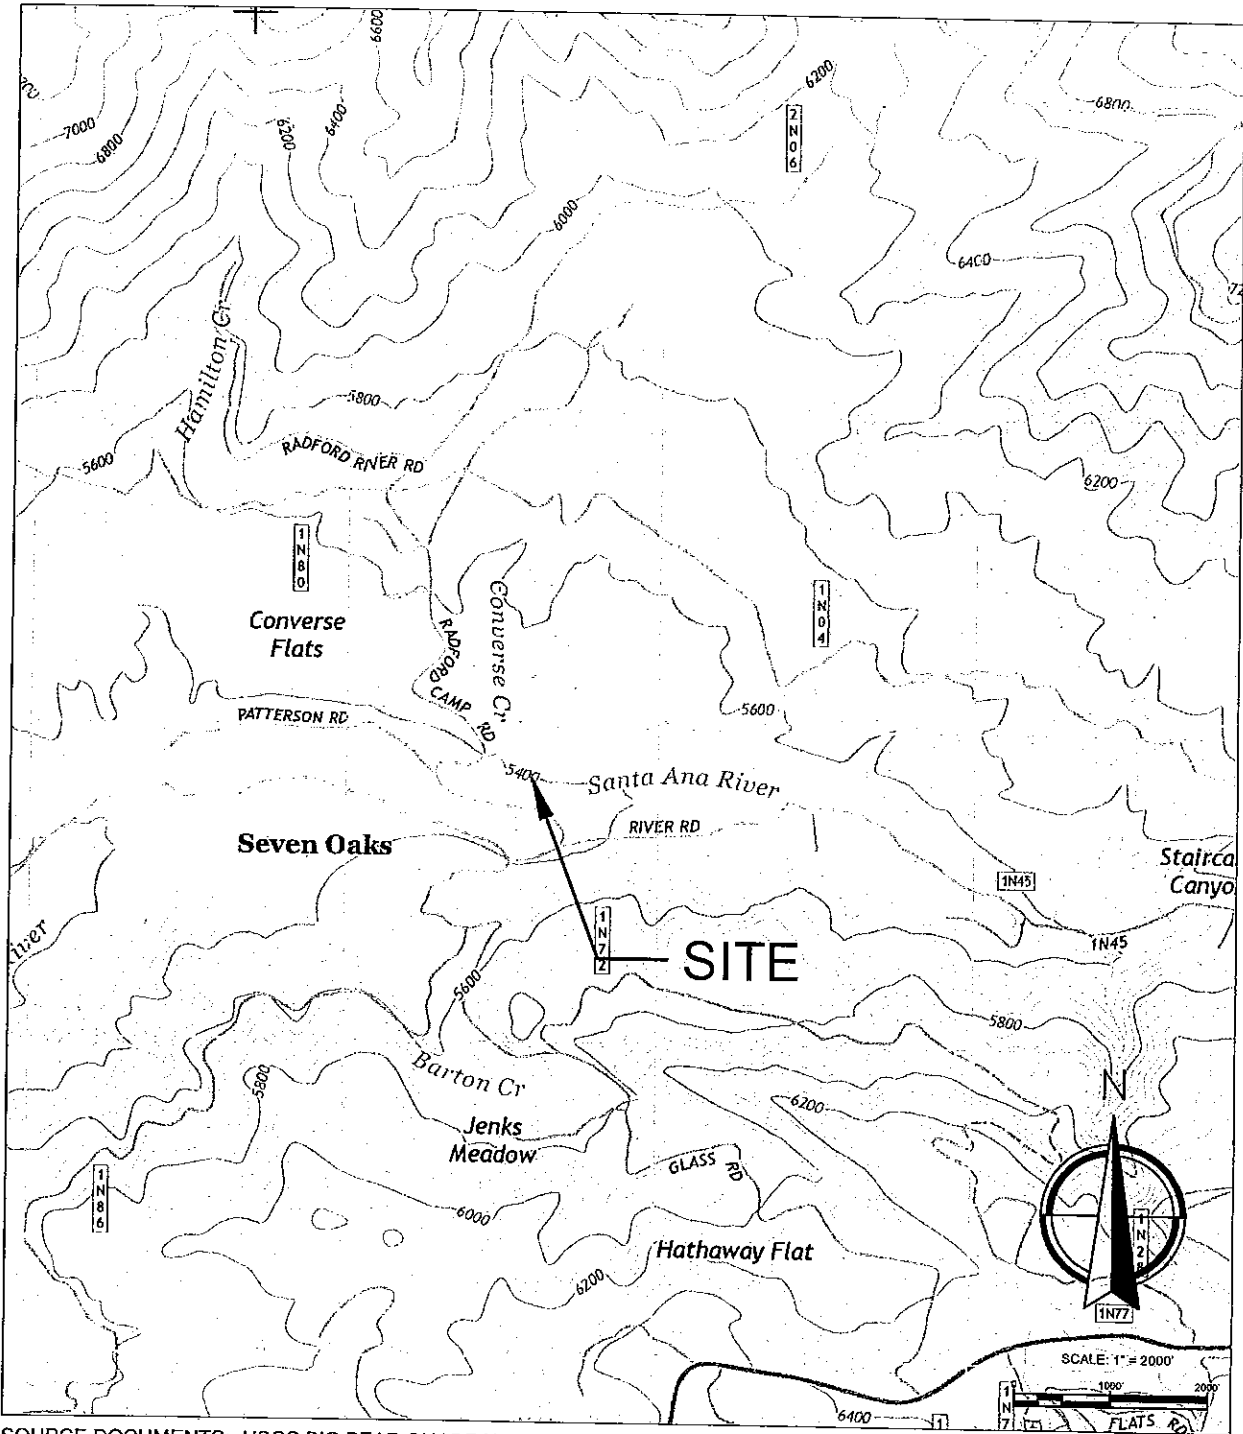 6600
6200
6800
7000
6800
6200
6400
2N06
6000
6400
Hamilton Cr
5800
RADFORD RIVER RD
5600
6200
1N80
Converse Cr
1N04
Converse
Flats
RADFORD
CAMP RD
PATTERSON RD
5600
5400
Santa Ana River
RIVER RD
Seven Oaks
1N45
1N45
1N72
SITE
5600
5800
Barton Cr
5800
N
6200
Jenks
Meadow
GLASS RD
1N86
6000
Hathaway Flat
6200
1N28
1N77
SCALE: 1" = 2000'
0
1000'
2000'
6400
1N7
FLATS RD